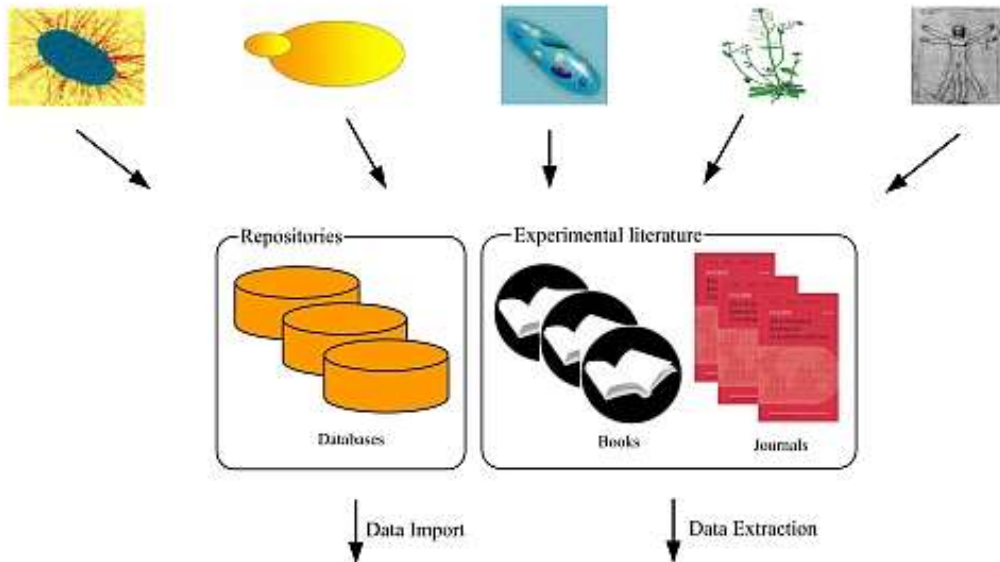 Repositories
Experimental literature
Databases
Books
Journals
Data Import
Data Extraction